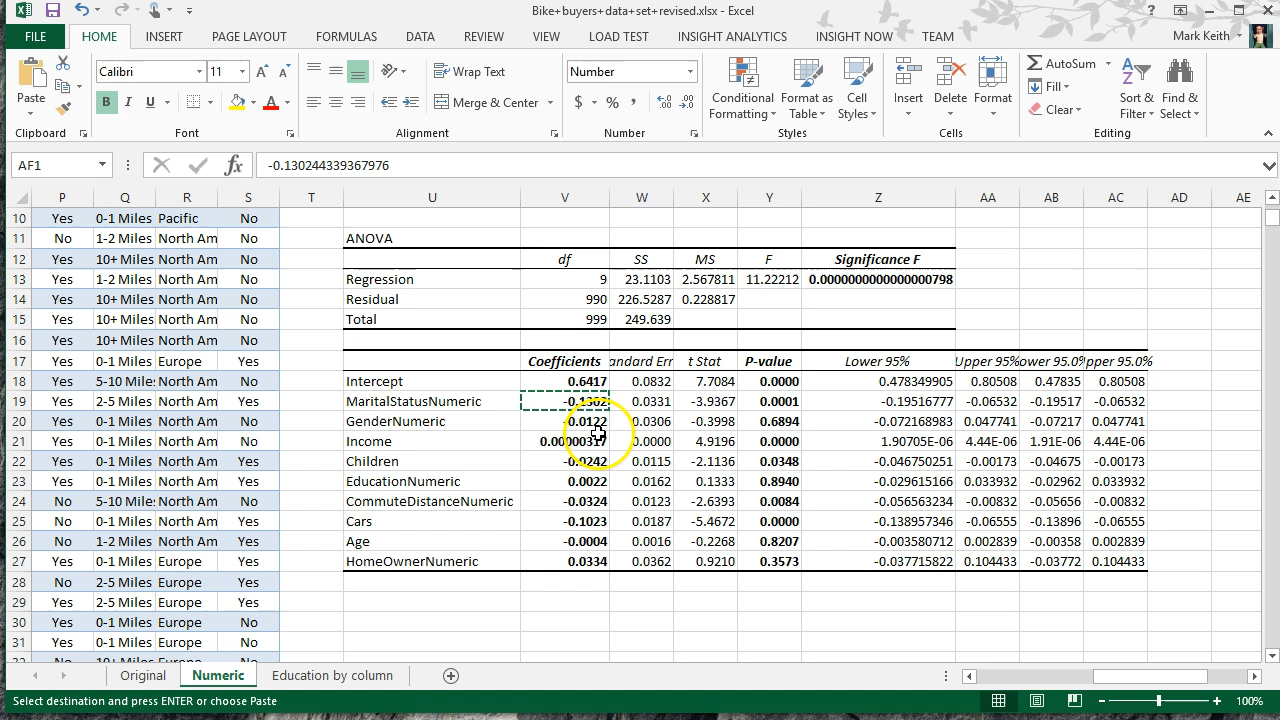 Bike+buyers+data+set+revised.xlsx - Excel
FILE HOME INSERT PAGE LAYOUT FORMULAS DATA REVIEW VIEW LOAD TEST INSIGHT ANALYTICS INSIGHT NOW TEAM Mark Keith
Calibri 11 Wrap Text Number AutoSum
Paste Conditional Format as Cell Insert Delete Format Fill Sort & Find &
B I U A Merge & Center $ % , Formatting Table Styles Clear Filter Select
Clipboard Font Alignment Number Styles Cells Editing
AF1 fx -0.130244339367976
P Q R S T U V W X Y Z AA AB AC AD AE
10 Yes 0-1 Miles Pacific No
11 No 1-2 Miles North Am No ANOVA
12 Yes 10+ Miles North Am No df SS MS F Significance F
13 Yes 1-2 Miles North Am No Regression 9 23.1103 2.567811 11.22212 0.0000000000000000798
14 Yes 10+ Miles North Am No Residual 990 226.5287 0.228817
15 Yes 10+ Miles North Am No Total 999 249.639
16 Yes 10+ Miles North Am No
17 Yes 0-1 Miles Europe Yes Coefficients andard Err t Stat P-value Lower 95% Upper 95% ower 95.0% pper 95.0%
18 Yes 5-10 Mile: North Am No Intercept 0.6417 0.0832 7.7084 0.0000 0.478349905 0.80508 0.47835 0.80508
19 Yes 2-5 Miles North Am Yes MaritalStatusNumeric -0.1302 0.0331 -3.9367 0.0001 -0.19516777 -0.06532 -0.19517 -0.06532
20 Yes 0-1 Miles North Am No GenderNumeric -0.0122 0.0306 -0.3998 0.6894 -0.072168983 0.047741 -0.07217 0.047741
21 Yes 1-2 Miles North Am No Income 0.0000 4.9196 0.0000 1.90705E-06 4.44E-06 1.91E-06 4.44E-06
22 Yes 0-1 Miles North Am Yes Children -0.0242 0.0115 -2.1136 0.0348 -0.046750251 -0.00173 -0.04675 -0.00173
23 Yes 0-1 Miles North Am Yes EducationNumeric 0.0022 0.0162 0.1333 0.8940 -0.029615166 0.033932 -0.02962 0.033932
24 No 5-10 Mile: North Am No CommuteDistanceNumeric -0.0324 0.0123 -2.6393 0.0084 -0.056563234 -0.00832 -0.05656 -0.00832
25 No 0-1 Miles North Am Yes Cars -0.1023 0.0187 -5.4672 0.0000 -0.138957346 -0.06555 -0.13896 -0.06555
26 No 1-2 Miles North Am Yes Age -0.0004 0.0016 -0.2268 0.8207 -0.003580712 0.002839 -0.00358 0.002839
27 Yes 0-1 Miles Europe Yes HomeOwnerNumeric 0.0334 0.0362 0.9210 0.3573 -0.037715822 0.104433 -0.03772 0.104433
28 No 2-5 Miles Europe Yes
29 Yes 2-5 Miles Europe Yes
30 Yes 0-1 Miles Europe No
31 Yes 0-1 Miles Europe No
Original Numeric Education by column
Select destination and press ENTER or choose Paste 100%